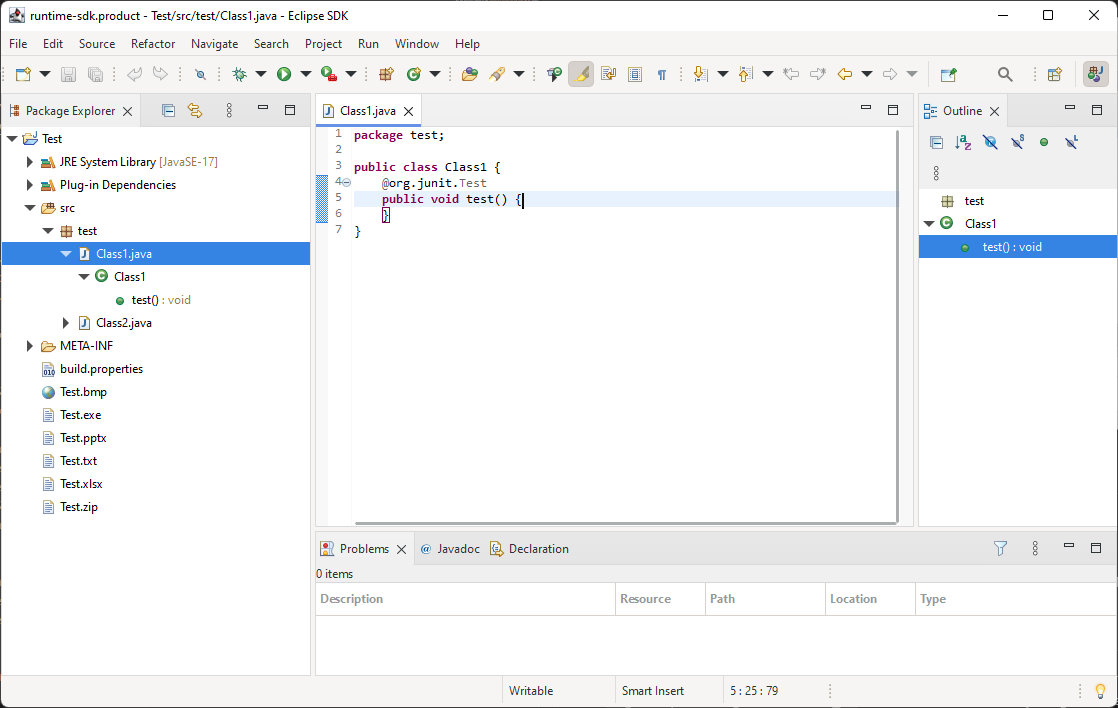 runtime-sdk.product - Test/src/test/Class1.java - Eclipse SDK
File Edit Source Refactor Navigate Search Project Run Window Help
Package Explorer
Test
JRE System Library [JavaSE-17]
Plug-in Dependencies
src
test
Class1.java
Class1
test() : void
Class2.java
META-INF
build.properties
Test.bmp
Test.exe
Test.pptx
Test.txt
Test.xlsx
Test.zip
Class1.java
1 package test;
2
3 public class Class1 {
4 @org.junit.Test
5 public void test() {
6 }
7 }
Outline
test
Class1
test() : void
Problems @ Javadoc Declaration
0 items
Description Resource Path Location Type
Writable Smart Insert 5 : 25 : 79